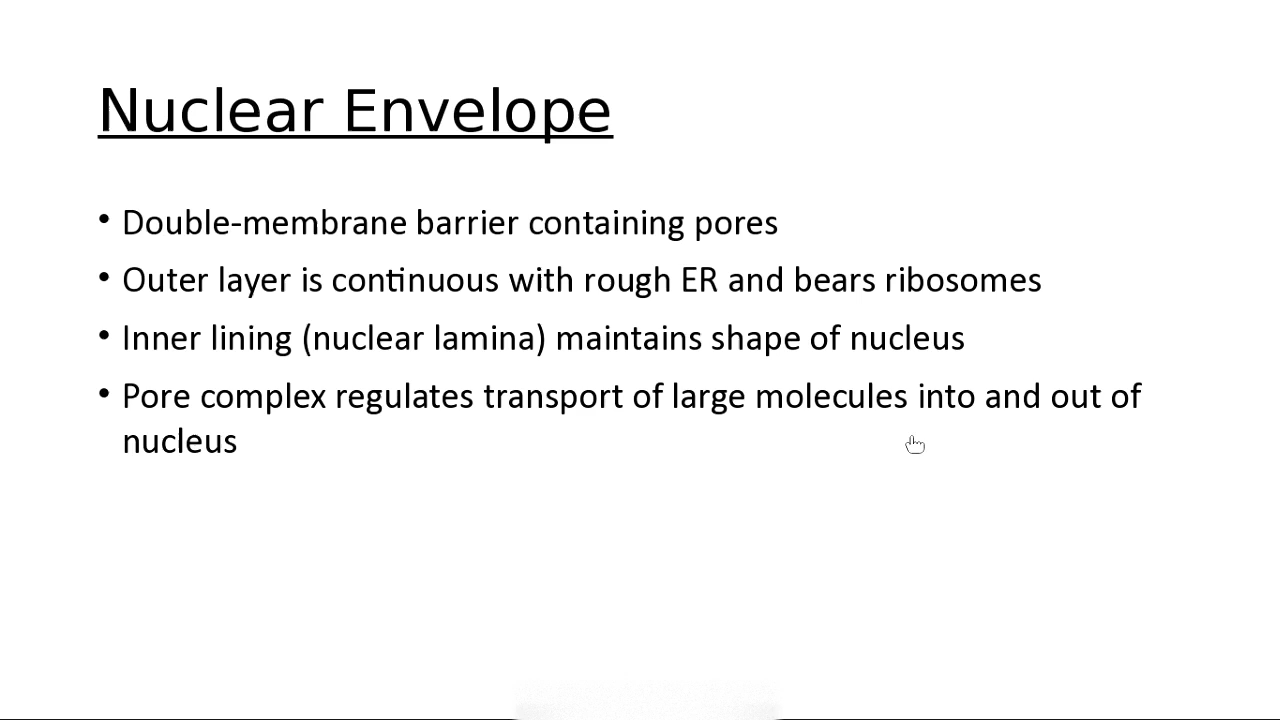 Nuclear Envelope
• Double-membrane barrier containing pores
• Outer layer is continuous with rough ER and bears ribosomes
• Inner lining (nuclear lamina) maintains shape of nucleus
• Pore complex regulates transport of large molecules into and out of
nucleus